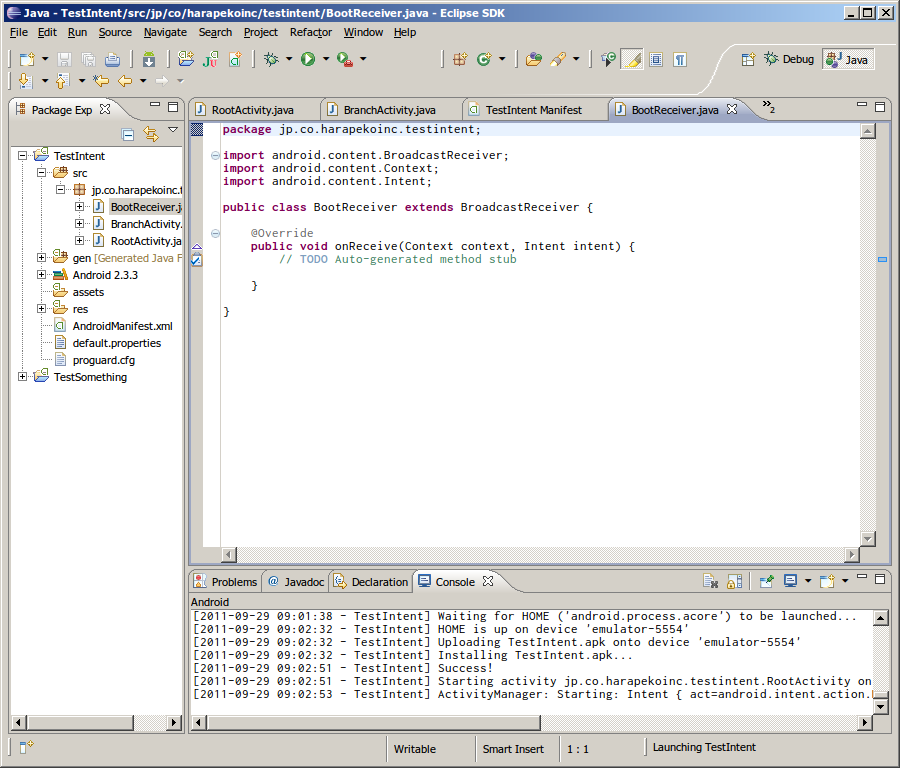 Java - TestIntent/src/jp/co/harapekoinc/testintent/BootReceiver.java - Eclipse SDK
File Edit Run Source Navigate Search Project Refactor Window Help
Debug Java
Package Exp
TestIntent
src
jp.co.harapekoinc.t
BootReceiver.j
BranchActivity.
RootActivity.ja
gen [Generated Java F
Android 2.3.3
assets
res
AndroidManifest.xml
default.properties
proguard.cfg
TestSomething
RootActivity.java BranchActivity.java TestIntent Manifest BootReceiver.java »2
package jp.co.harapekoinc.testintent;
import android.content.BroadcastReceiver;
import android.content.Context;
import android.content.Intent;
public class BootReceiver extends BroadcastReceiver {
@Override
public void onReceive(Context context, Intent intent) {
// TODO Auto-generated method stub
}
}
Problems @ Javadoc Declaration Console
Android
[2011-09-29 09:01:38 - TestIntent] Waiting for HOME ('android.process.acore') to be launched...
[2011-09-29 09:02:32 - TestIntent] HOME is up on device 'emulator-5554'
[2011-09-29 09:02:32 - TestIntent] Uploading TestIntent.apk onto device 'emulator-5554'
[2011-09-29 09:02:32 - TestIntent] Installing TestIntent.apk...
[2011-09-29 09:02:51 - TestIntent] Success!
[2011-09-29 09:02:51 - TestIntent] Starting activity jp.co.harapekoinc.testintent.RootActivity on
[2011-09-29 09:02:53 - TestIntent] ActivityManager: Starting: Intent { act=android.intent.action.
Writable Smart Insert 1 : 1 Launching TestIntent